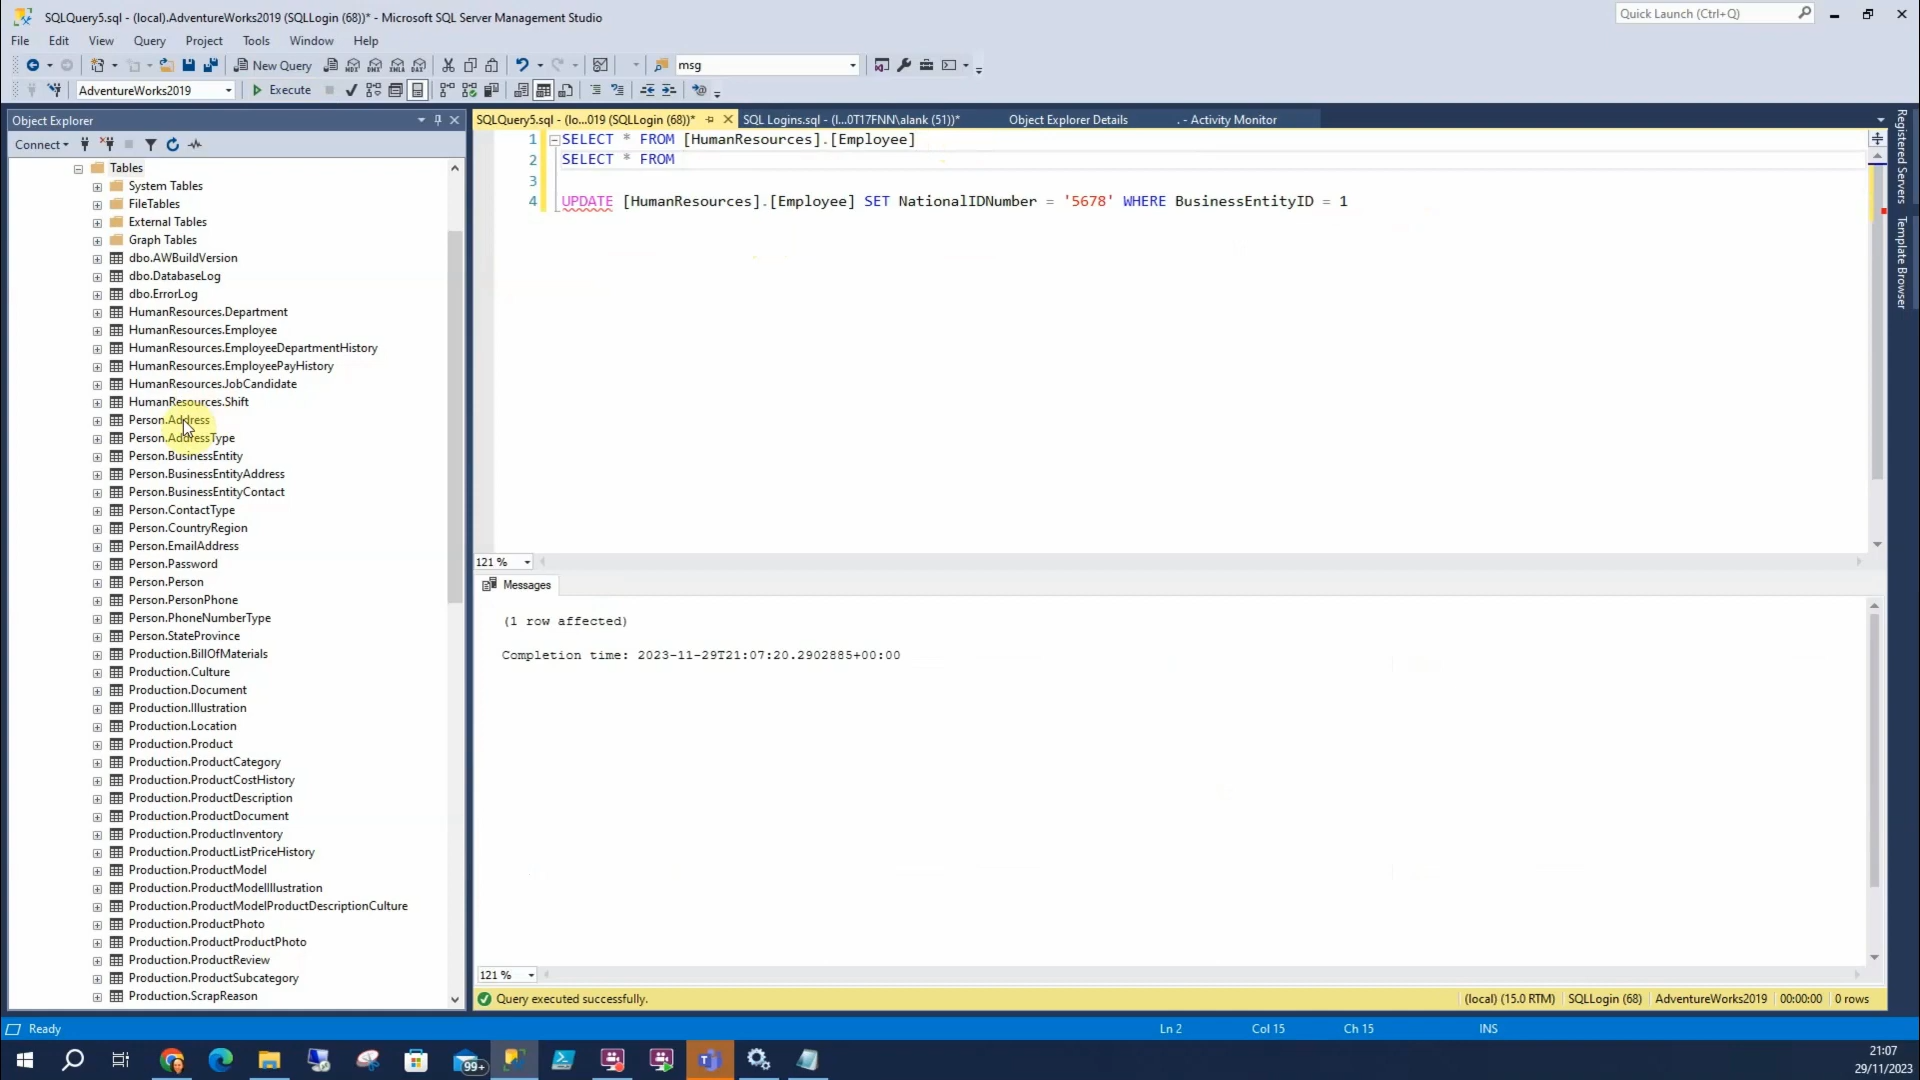 SQLQuery5.sql - (local).AdventureWorks2019 (SQLLogin (68))* - Microsoft SQL Server Management Studio
Quick Launch (Ctrl+Q)
File Edit View Query Project Tools Window Help
New Query
msg
AdventureWorks2019
Execute
Object Explorer
Connect
Tables
System Tables
FileTables
External Tables
Graph Tables
dbo.AWBuildVersion
dbo.DatabaseLog
dbo.ErrorLog
HumanResources.Department
HumanResources.Employee
HumanResources.EmployeeDepartmentHistory
HumanResources.EmployeePayHistory
HumanResources.JobCandidate
HumanResources.Shift
Person.Address
Person.AddressType
Person.BusinessEntity
Person.BusinessEntityAddress
Person.BusinessEntityContact
Person.ContactType
Person.CountryRegion
Person.EmailAddress
Person.Password
Person.Person
Person.PersonPhone
Person.PhoneNumberType
Person.StateProvince
Production.BillOfMaterials
Production.Culture
Production.Document
Production.Illustration
Production.Location
Production.Product
Production.ProductCategory
Production.ProductCostHistory
Production.ProductDescription
Production.ProductDocument
Production.ProductInventory
Production.ProductListPriceHistory
Production.ProductModel
Production.ProductModelIllustration
Production.ProductModelProductDescriptionCulture
Production.ProductPhoto
Production.ProductProductPhoto
Production.ProductReview
Production.ProductSubcategory
Production.ScrapReason
SQLQuery5.sql - (lo...019 (SQLLogin (68))*
SQL Logins.sql - (l...0T17FNN\alank (51))*
Object Explorer Details
. - Activity Monitor
1 SELECT * FROM [HumanResources].[Employee]
2 SELECT * FROM
3
4 UPDATE [HumanResources].[Employee] SET NationalIDNumber = '5678' WHERE BusinessEntityID = 1
121 %
Messages
(1 row affected)
Completion time: 2023-11-29T21:07:20.2902885+00:00
121 %
Query executed successfully.
(local) (15.0 RTM) SQLLogin (68) AdventureWorks2019 00:00:00 0 rows
Registered Servers
Template Browser
Ready
Ln 2 Col 15 Ch 15 INS
99+
21:07
29/11/2023